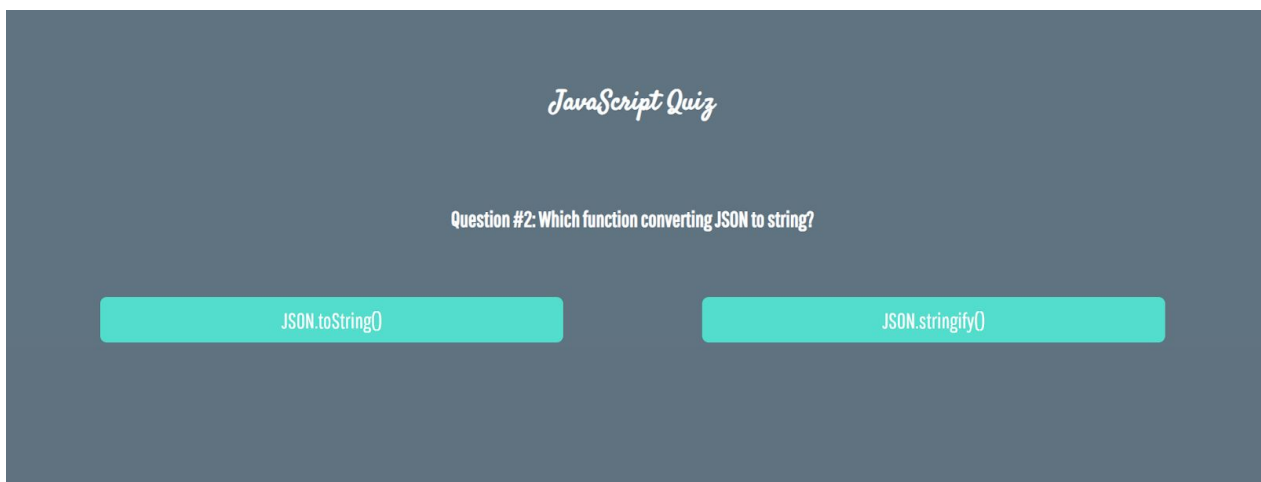 JavaScript Quiz
Question #2: Which function converting JSON to string?
JSON.toString()
JSON.stringify()